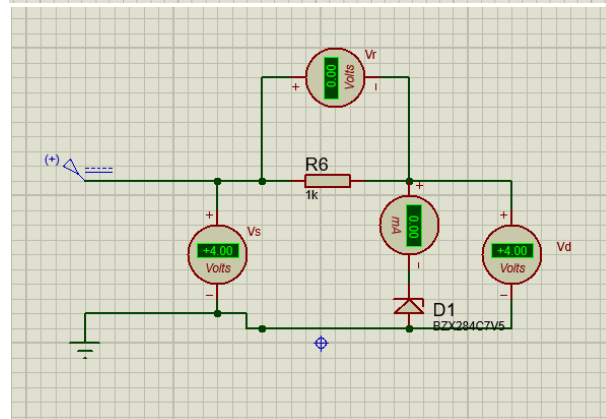 Vr
0.00
Volts
(+)
R6
1k
Vs
+4.00
Volts
0.00
mA
+4.00
Volts
Vd
D1
BZX284C7V5